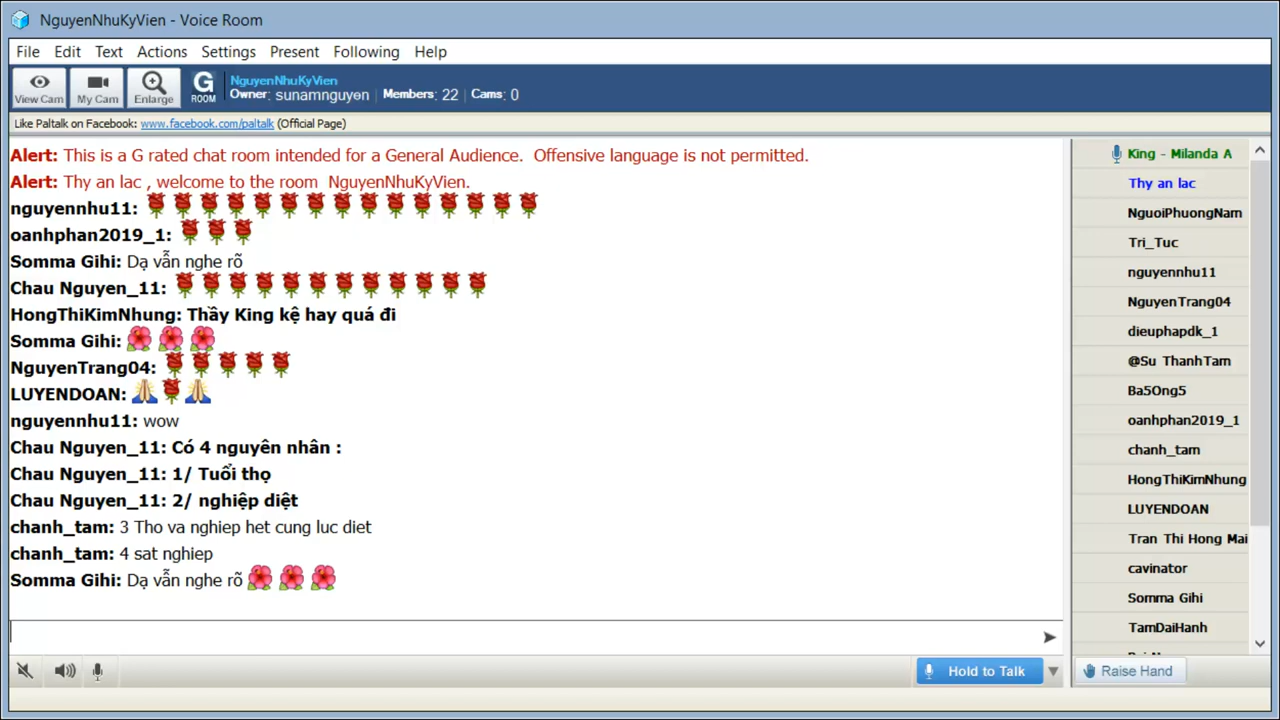 NguyenNhuKyVien - Voice Room
File Edit Text Actions Settings Present Following Help
View Cam
My Cam
Enlarge
G ROOM
NguyenNhuKyVien
Owner: sunamnguyen Members: 22 Cams: 0
Like Paltalk on Facebook: www.facebook.com/paltalk (Official Page)
Alert: This is a G rated chat room intended for a General Audience. Offensive language is not permitted.
Alert: Thy an lac , welcome to the room NguyenNhuKyVien.
nguyennhu11:
oanhphan2019_1:
Somma Gihi: Dạ vẫn nghe rõ
Chau Nguyen_11:
HongThiKimNhung: Thầy King kệ hay quá đi
Somma Gihi:
NguyenTrang04:
LUYENDOAN:
nguyennhu11: wow
Chau Nguyen_11: Có 4 nguyên nhân :
Chau Nguyen_11: 1/ Tuổi thọ
Chau Nguyen_11: 2/ nghiệp diệt
chanh_tam: 3 Tho va nghiep het cung luc diet
chanh_tam: 4 sat nghiep
Somma Gihi: Dạ vẫn nghe rõ
King - Milanda A
Thy an lac
NguoiPhuongNam
Tri_Tuc
nguyennhu11
NguyenTrang04
dieuphapdk_1
@Su ThanhTam
Ba5Ong5
oanhphan2019_1
chanh_tam
HongThiKimNhung
LUYENDOAN
Tran Thi Hong Mai
cavinator
Somma Gihi
TamDaiHanh
Hold to Talk
Raise Hand